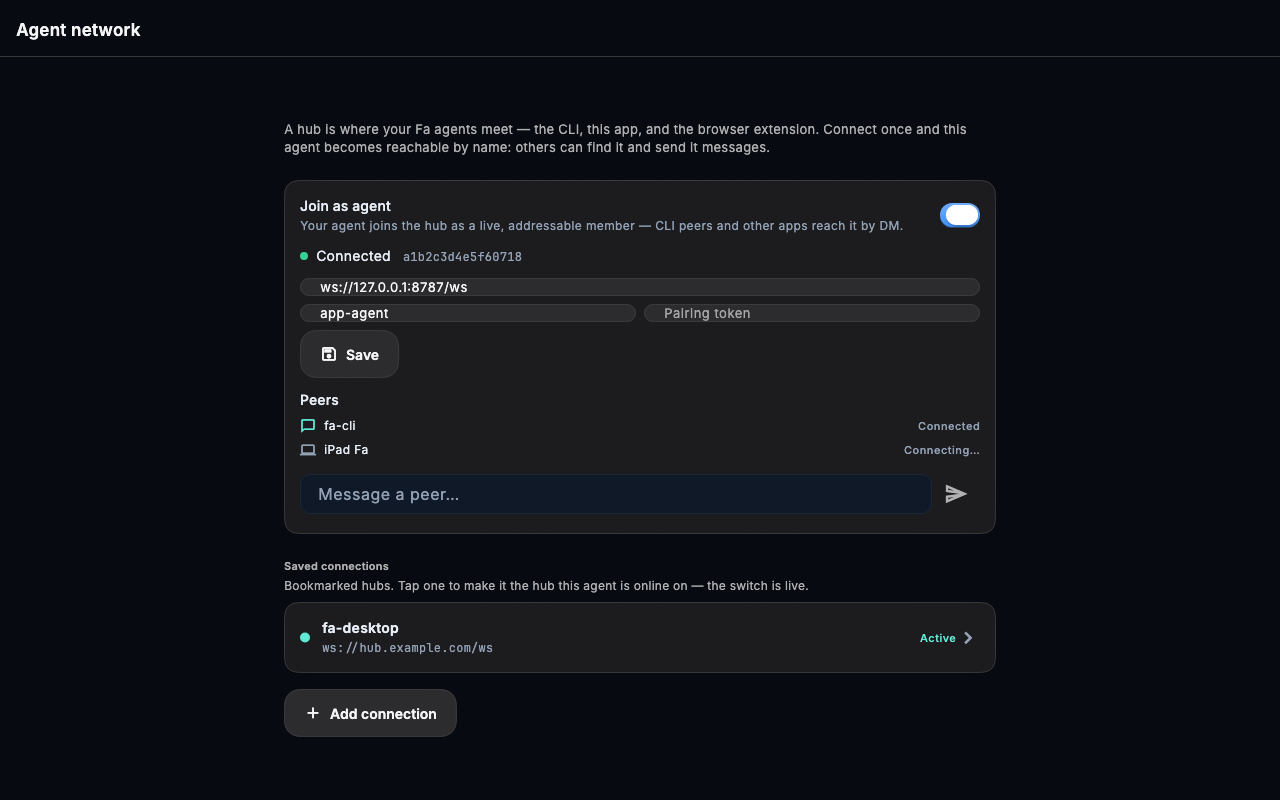 Agent network
A hub is where your Fa agents meet — the CLI, this app, and the browser extension. Connect once and this
agent becomes reachable by name: others can find it and send it messages.
Join as agent
Your agent joins the hub as a live, addressable member — CLI peers and other apps reach it by DM.
Connected a1b2c3d4e5f60718
ws://127.0.0.1:8787/ws
app-agent Pairing token
Save
Peers
fa-cli Connected
iPad Fa Connecting...
Message a peer...
Saved connections
Bookmarked hubs. Tap one to make it the hub this agent is online on — the switch is live.
fa-desktop
ws://hub.example.com/ws
Active
Add connection